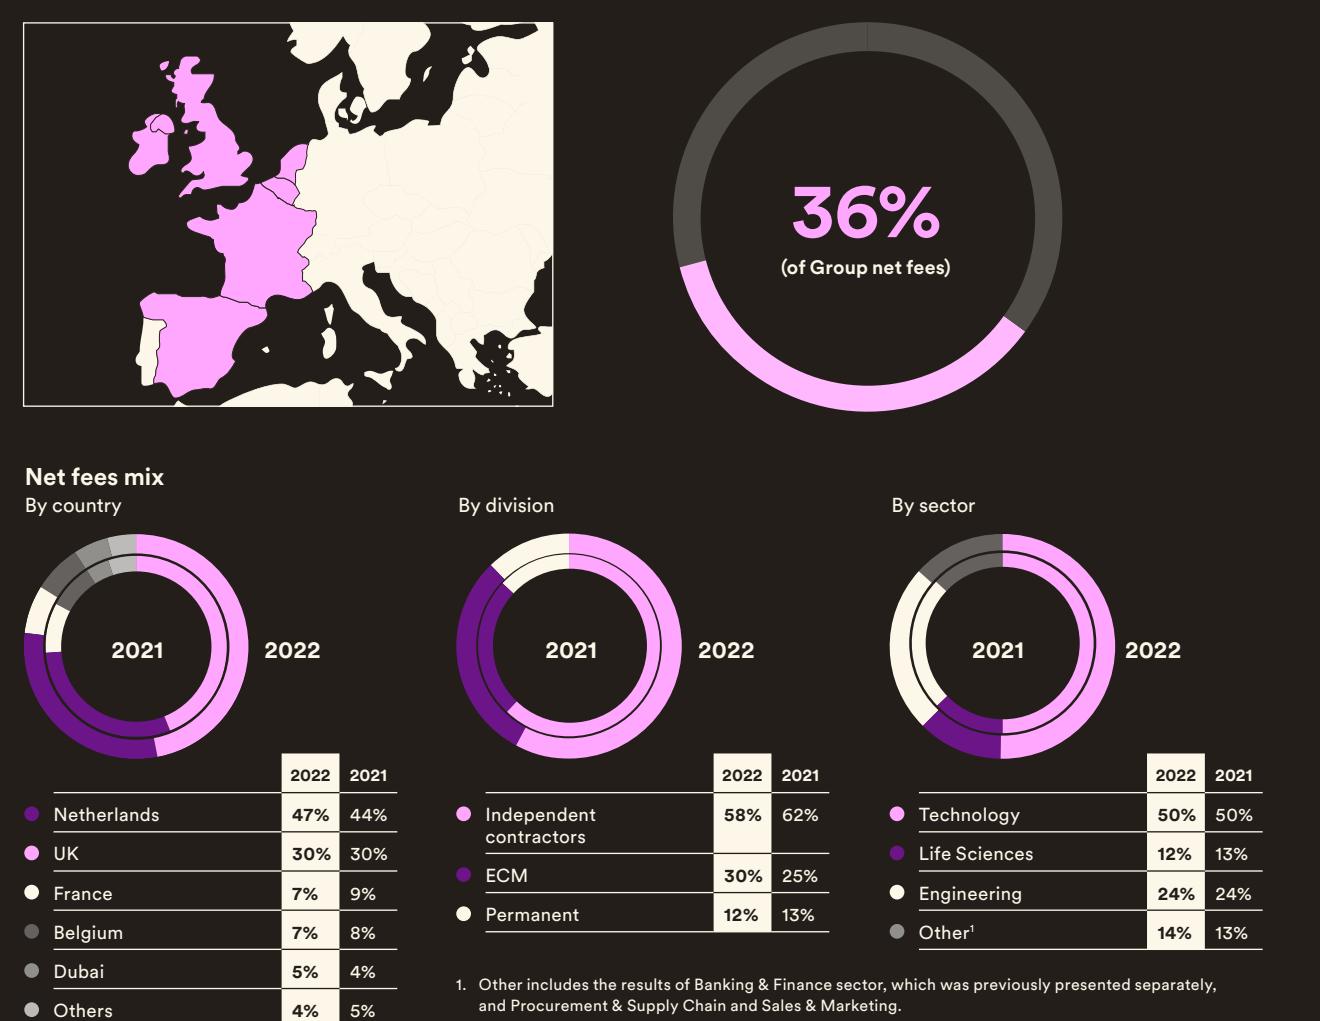 36%
(of Group net fees)
Net fees mix
By country
2021
2022
2022 2021
Netherlands 47% 44%
UK 30% 30%
France 7% 9%
Belgium 7% 8%
Dubai 5% 4%
Others 4% 5%
By division
2021
2022
2022 2021
Independent 58% 62%
contractors
ECM 30% 25%
Permanent 12% 13%
By sector
2021
2022
2022 2021
Technology 50% 50%
Life Sciences 12% 13%
Engineering 24% 24%
Other¹ 14% 13%
1. Other includes the results of Banking & Finance sector, which was previously presented separately,
and Procurement & Supply Chain and Sales & Marketing.